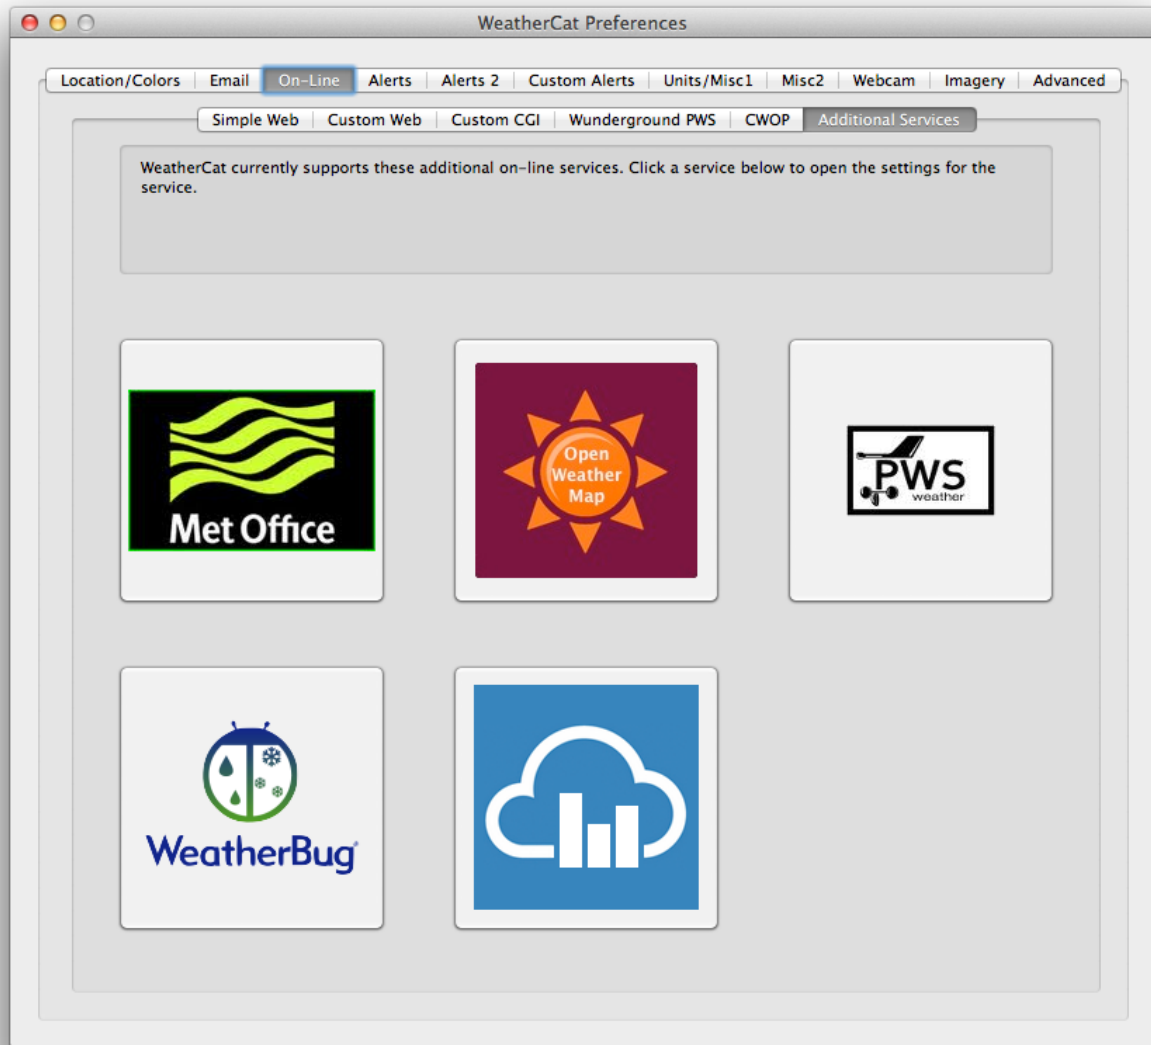 WeatherCat Preferences
Location/Colors Email On-Line Alerts Alerts 2 Custom Alerts Units/Misc1 Misc2 Webcam Imagery Advanced
Simple Web Custom Web Custom CGI Wunderground PWS CWOP Additional Services
WeatherCat currently supports these additional on-line services. Click a service below to open the settings for the
service.
Met Office
Open
Weather
Map
PWS
weather
WeatherBug